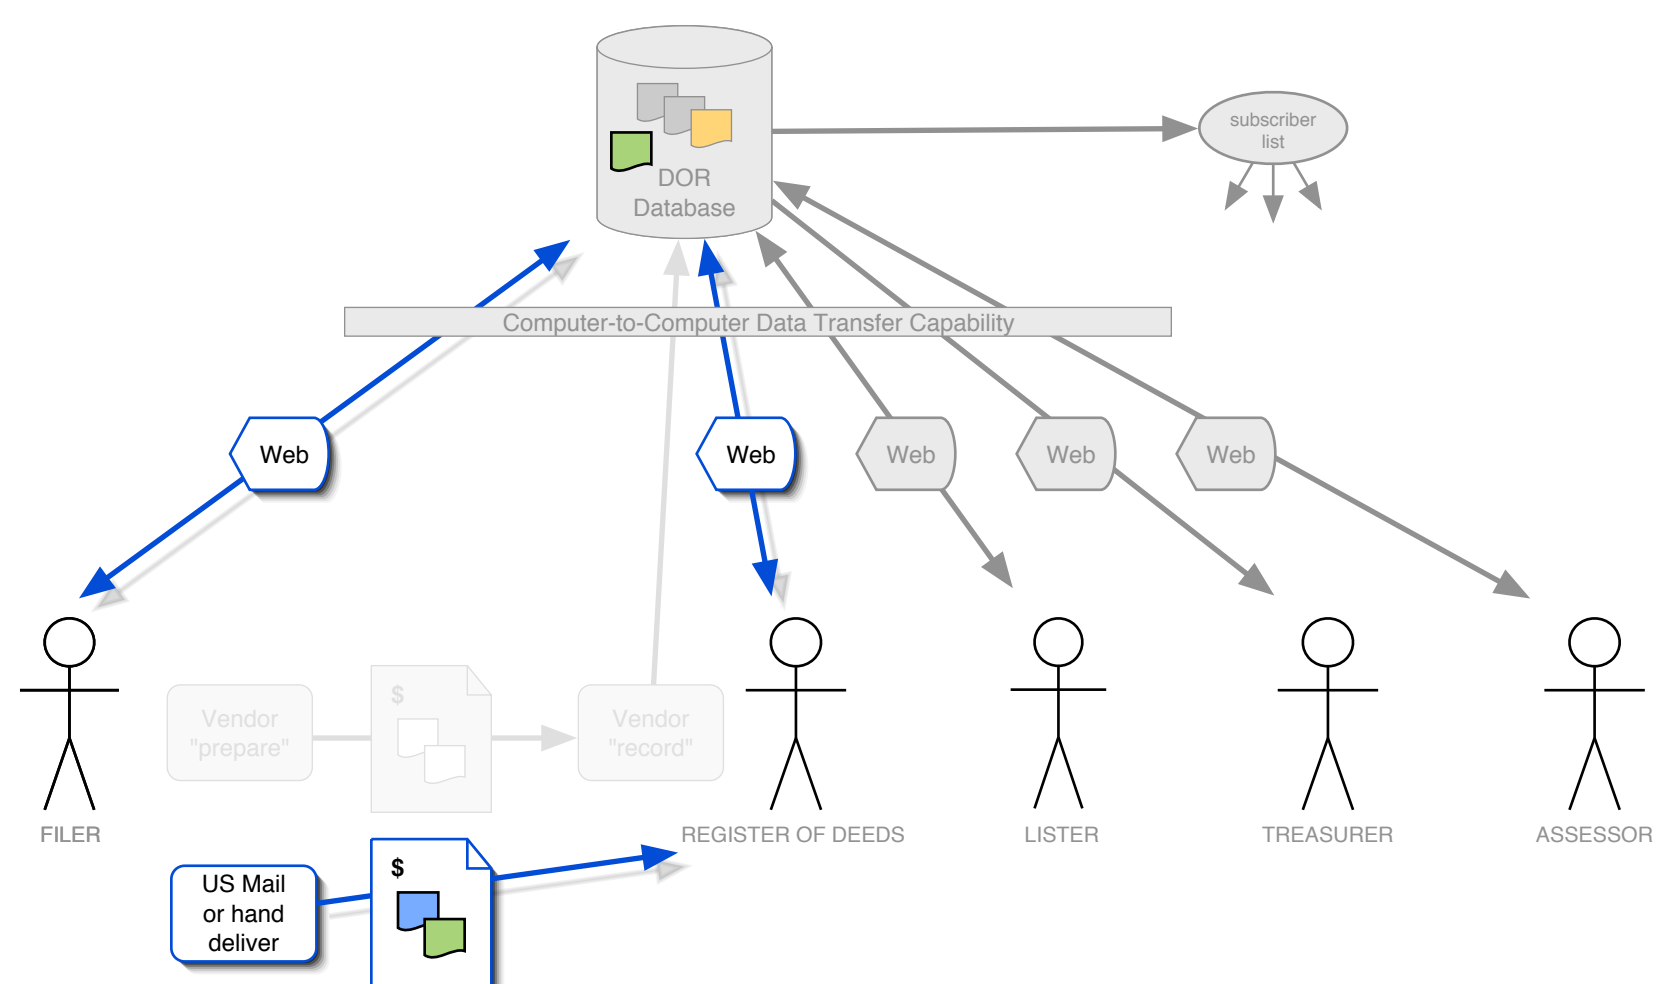 subscriber
list
DOR
Database
Computer-to-Computer Data Transfer Capability
Web
Web
Web
Web
Web
Vendor
"prepare"
$
Vendor
"record"
FILER
REGISTER OF DEEDS
LISTER
TREASURER
ASSESSOR
US Mail
or hand
deliver
$